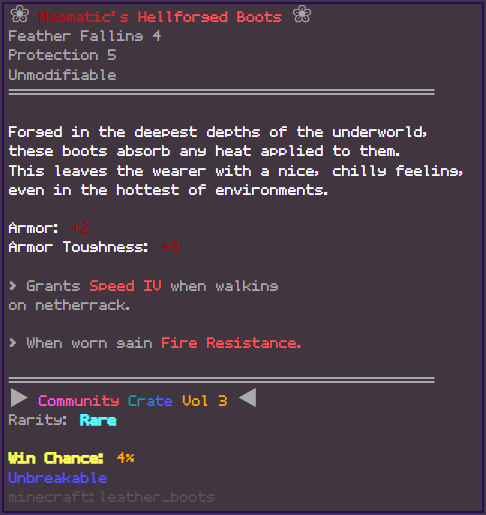 ❀ Magmatic's Hellforged Boots ❀
Feather Falling 4
Protection 5
Unmodifiable
Forged in the deepest depths of the underworld,
these boots absorb any heat applied to them.
This leaves the wearer with a nice, chilly feeling,
even in the hottest of environments.
Armor: +2
Armor Toughness: +3
> Grants Speed IV when walking
on netherrack.
> When worn gain Fire Resistance.
▶ Community Crate Vol 3 ◀
Rarity: Rare
Win Chance: 4%
Unbreakable
minecraft:leather_boots